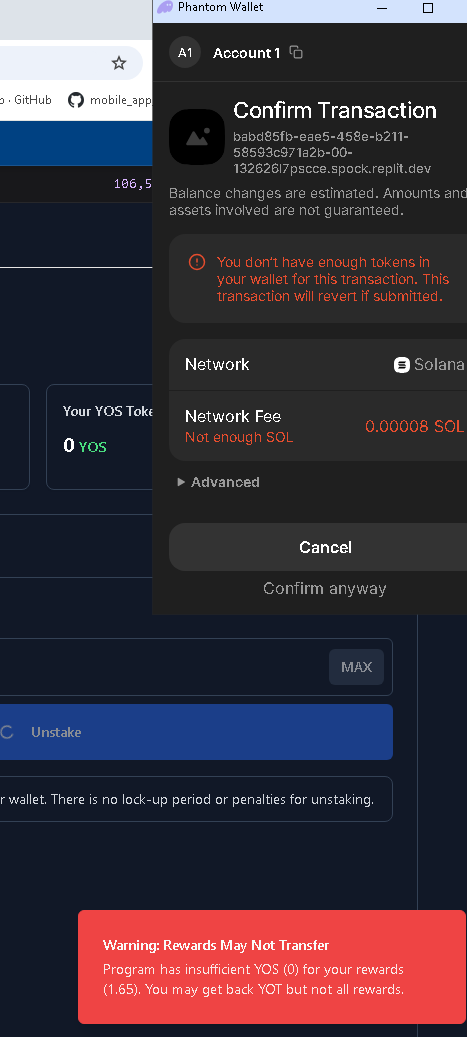 Phantom Wallet
A1 Account 1
GitHub
mobile_app
Confirm Transaction
babd85fb-eae5-458e-b211-
58593c971a2b-00-
132626l7pscce.spock.replit.dev
106,5
Balance changes are estimated. Amounts and
assets involved are not guaranteed.
You don't have enough tokens in
your wallet for this transaction. This
transaction will revert if submitted.
Network Solana
Network Fee
Not enough SOL
0.00008 SOL
Your YOS Toke
0 YOS
Advanced
Cancel
Confirm anyway
MAX
Unstake
r wallet. There is no lock-up period or penalties for unstaking.
Warning: Rewards May Not Transfer
Program has insufficient YOS (0) for your rewards
(1.65). You may get back YOT but not all rewards.